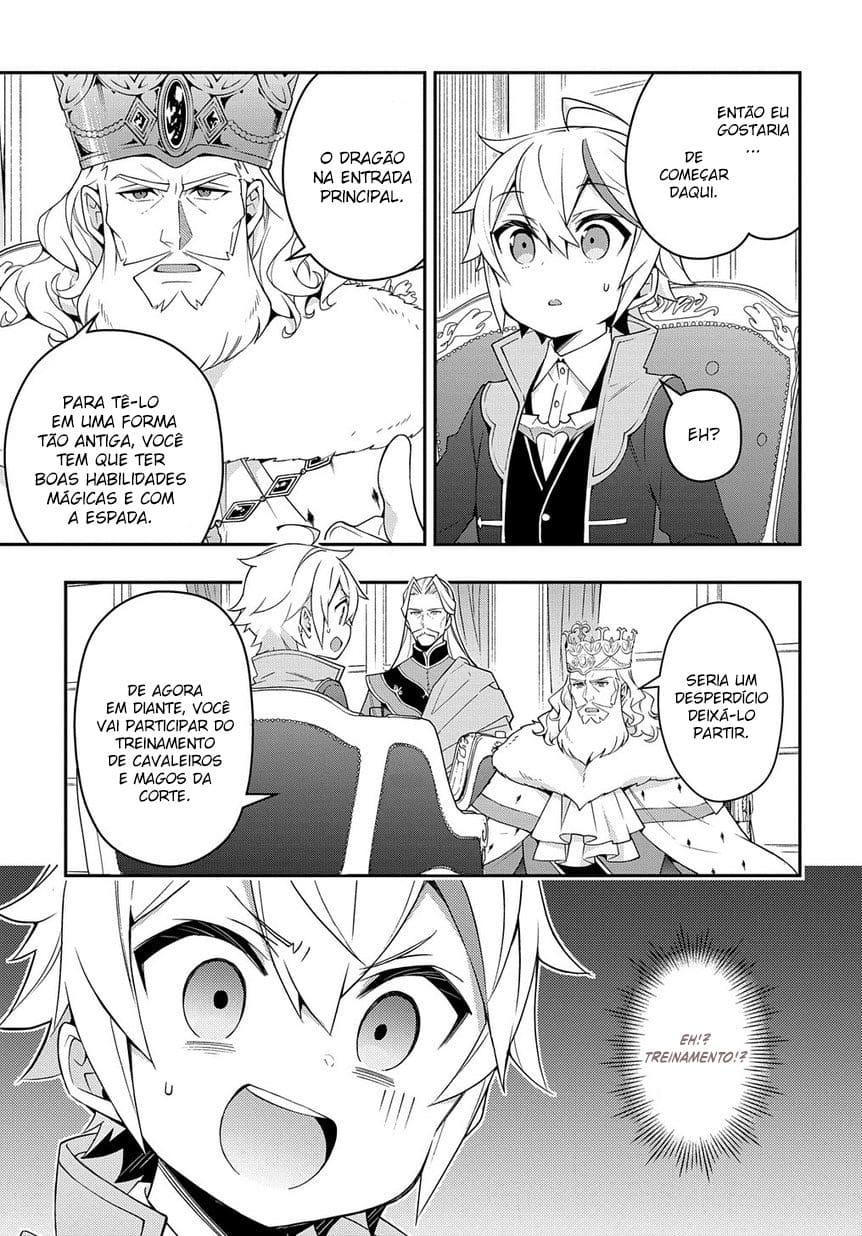 ENTÃO EU
GOSTARIA
...
DE
COMEÇAR
DAQUI.
EH?
O DRAGÃO
NA ENTRADA
PRINCIPAL.
PARA TÊ-LO
EM UMA FORMA
TÃO ANTIGA, VOCÊ
TEM QUE TER
BOAS HABILIDADES
MÁGICAS E COM
A ESPADA.
SERIA UM
DESPERDÍCIO
DEIXÁ-LO
PARTIR.
DE AGORA
EM DIANTE, VOCÊ
VAI PARTICIPAR DO
TREINAMENTO
DE CAVALEIROS
E MAGOS DA
CORTE.
EH!?
TREINAMENTO!?